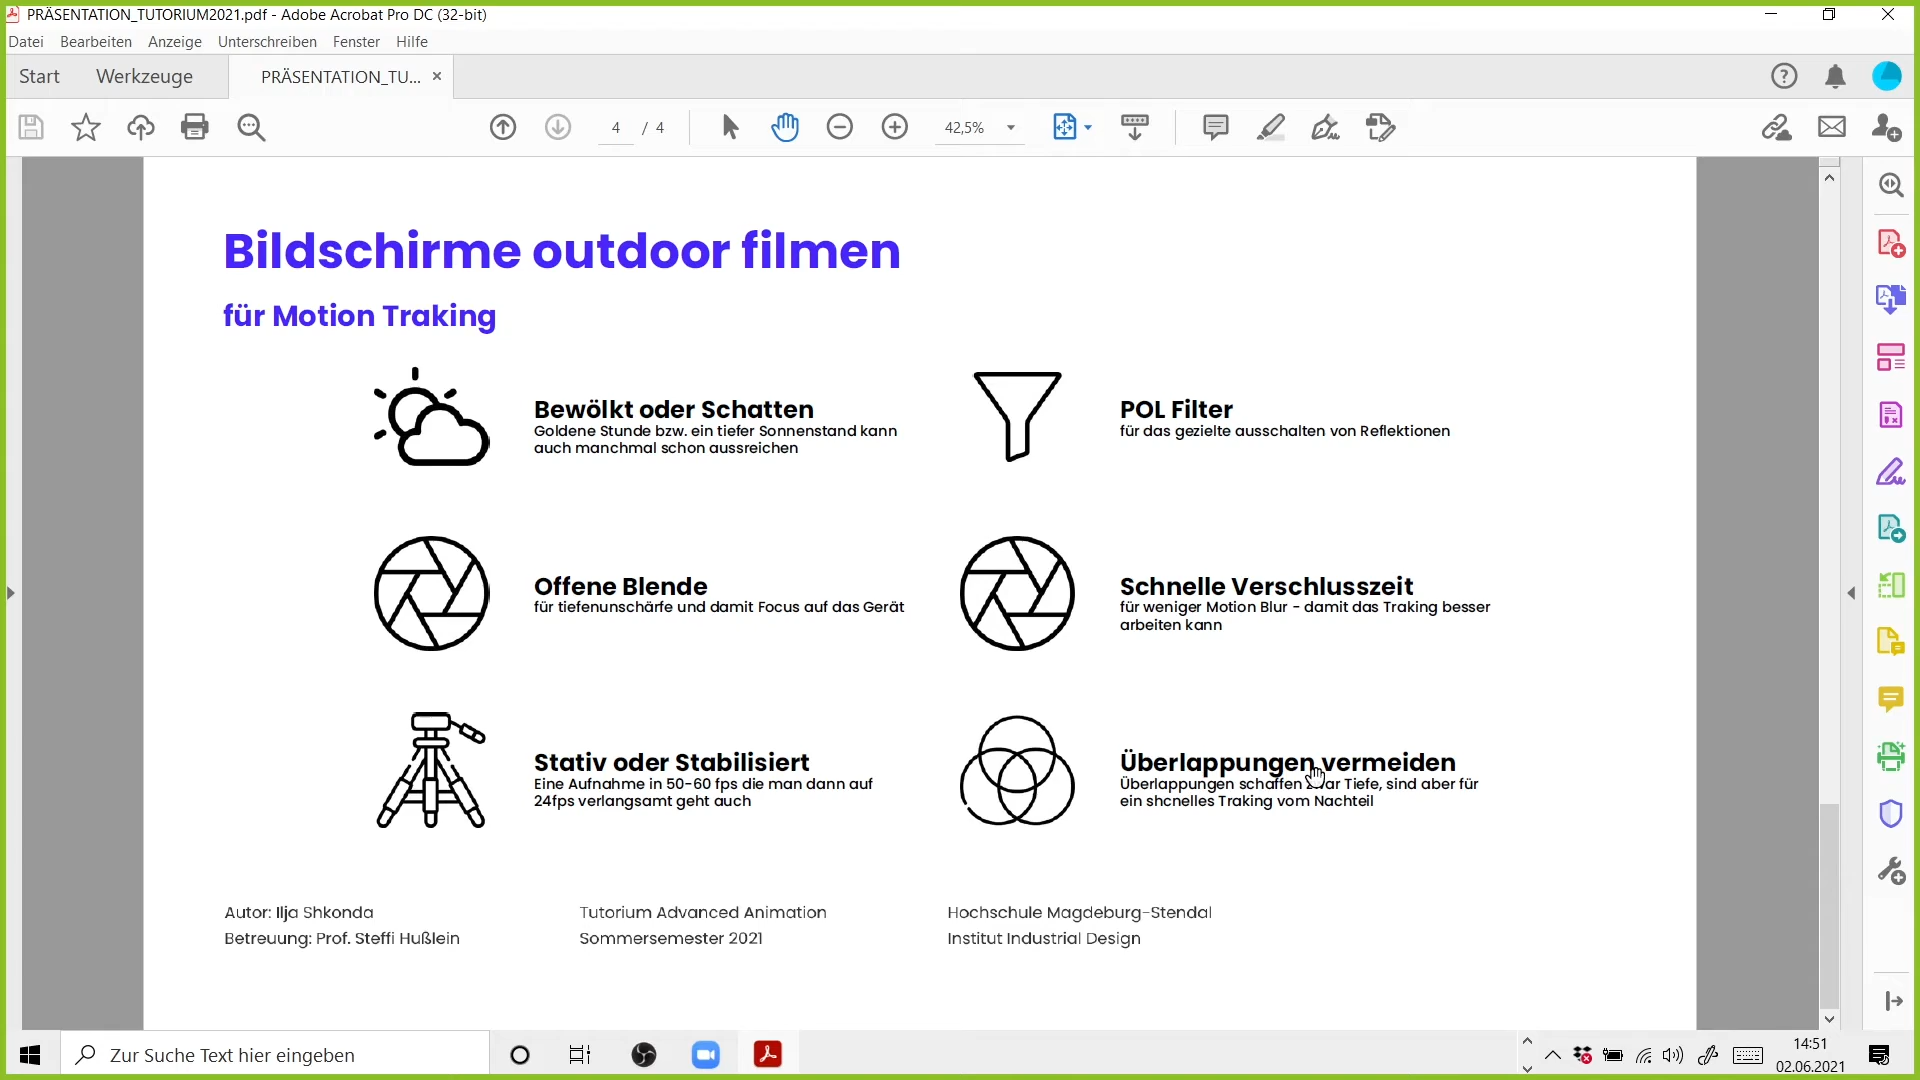 PRÄSENTATION_TUTORIUM2021.pdf - Adobe Acrobat Pro DC (32-bit)
Datei Bearbeiten Anzeige Unterschreiben Fenster Hilfe
Start Werkzeuge PRÄSENTATION_TU...
4 / 4 42,5%
Bildschirme outdoor filmen
für Motion Traking
Bewölkt oder Schatten
Goldene Stunde bzw. ein tiefer Sonnenstand kann
auch manchmal schon aussreichen
POL Filter
für das gezielte ausschalten von Reflektionen
Offene Blende
für tiefenunschärfe und damit Focus auf das Gerät
Schnelle Verschlusszeit
für weniger Motion Blur - damit das Traking besser
arbeiten kann
Stativ oder Stabilisiert
Eine Aufnahme in 50-60 fps die man dann auf
24fps verlangsamt geht auch
Überlappungen vermeiden
Überlappungen schaffen zwar Tiefe, sind aber für
ein shcnelles Traking vom Nachteil
Autor: Ilja Shkonda
Betreuung: Prof. Steffi Hußlein
Tutorium Advanced Animation
Sommersemester 2021
Hochschule Magdeburg-Stendal
Institut Industrial Design
Zur Suche Text hier eingeben
14:51
02.06.2021